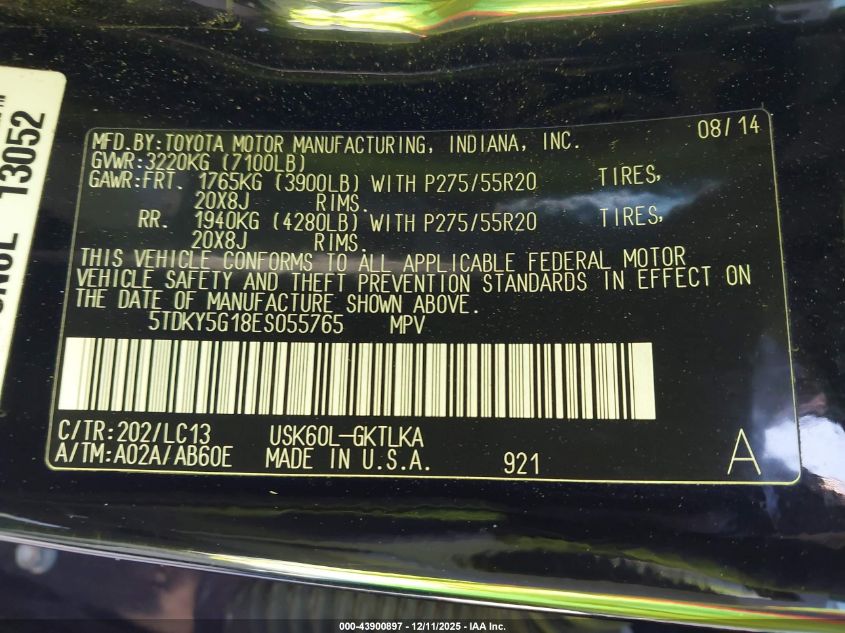 13052
MFD.BY:TOYOTA MOTOR MANUFACTURING, INDIANA, INC. 08/14
GVWR:3220KG (7100LB)
GAWR:FRT. 1765KG (3900LB) WITH P275/55R20 TIRES,
20X8J RIMS.
RR. 1940KG (4280LB) WITH P275/55R20 TIRES,
20X8J RIMS.
THIS VEHICLE CONFORMS TO ALL APPLICABLE FEDERAL MOTOR
VEHICLE SAFETY AND THEFT PREVENTION STANDARDS IN EFFECT ON
THE DATE OF MANUFACTURE SHOWN ABOVE.
5TDKY5G18ES055765 MPV
C/TR:202/LC13 USK60L-GKTLKA
A/TM:A02A/AB60E MADE IN U.S.A. 921 A
000-43900897 - 12/11/2025 - IAA Inc.